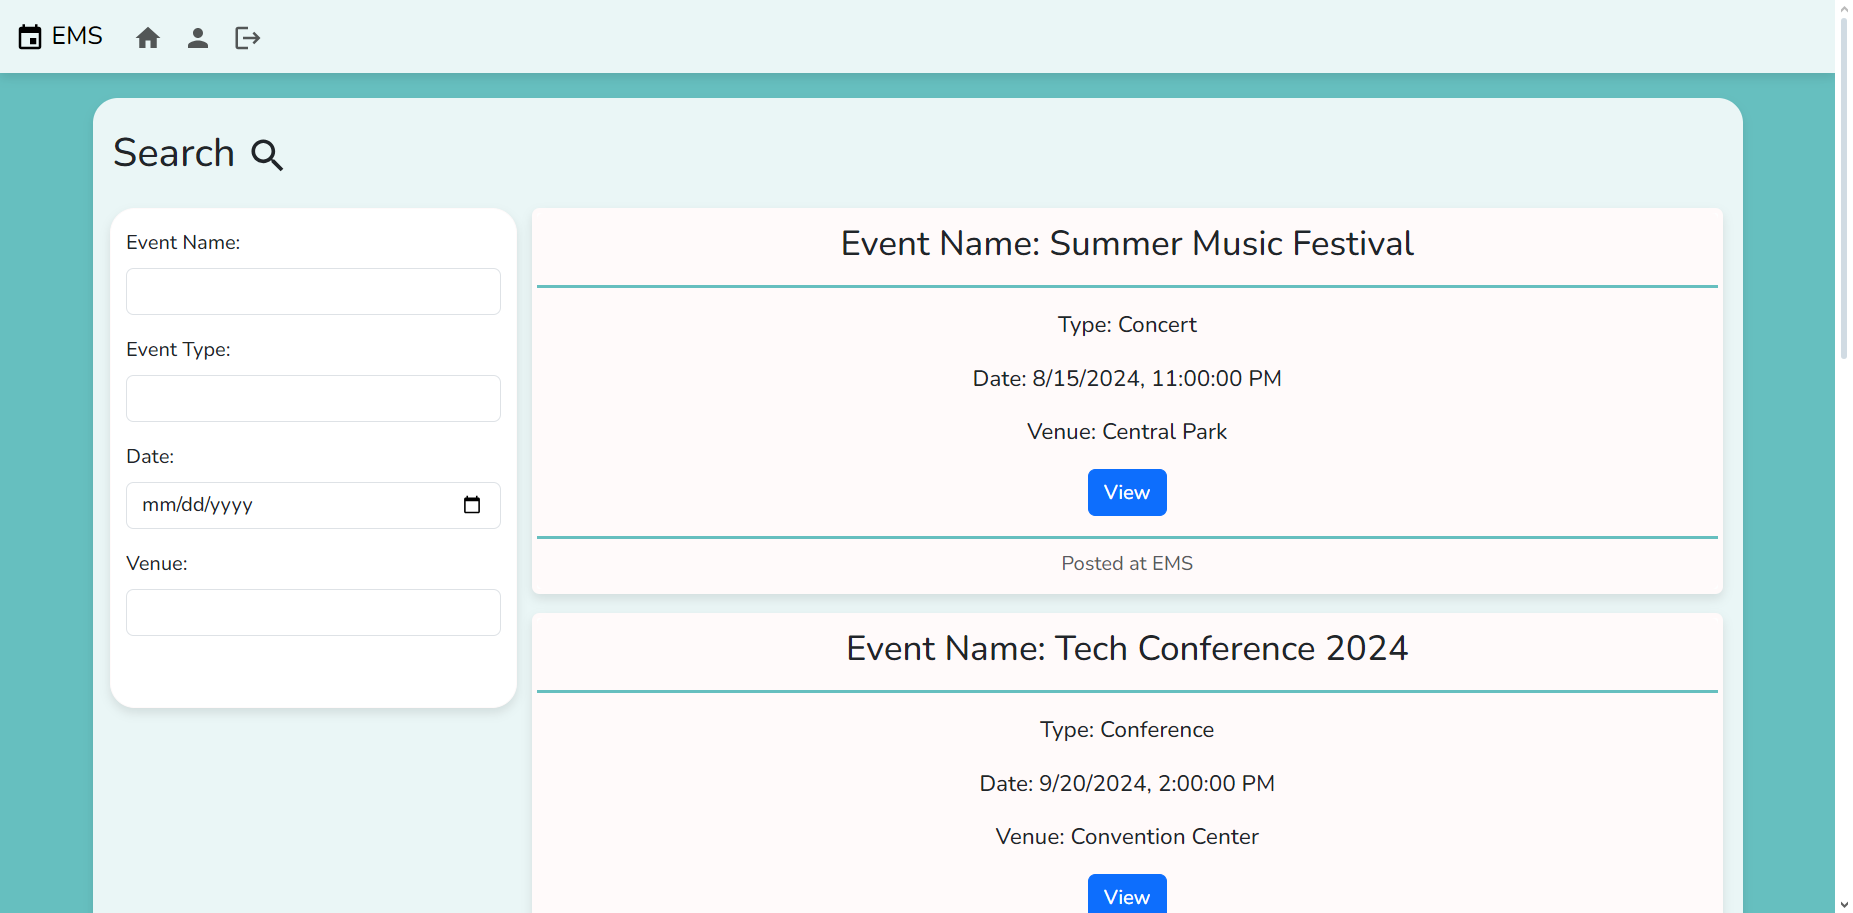 EMS
Search
Event Name:
Event Type:
Date:
mm/dd/yyyy
Venue:
Event Name: Summer Music Festival
Type: Concert
Date: 8/15/2024, 11:00:00 PM
Venue: Central Park
View
Posted at EMS
Event Name: Tech Conference 2024
Type: Conference
Date: 9/20/2024, 2:00:00 PM
Venue: Convention Center
View